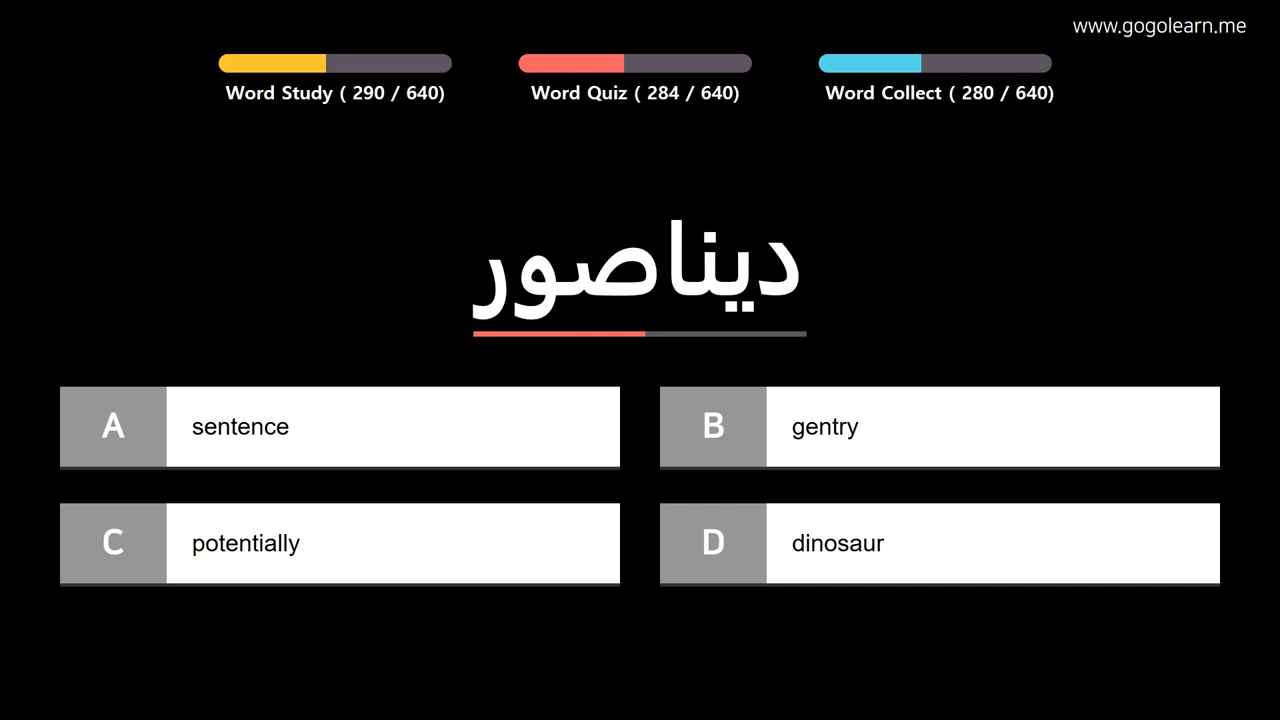 www.gogolearn.me
Word Study ( 290 / 640)
Word Quiz ( 284 / 640)
Word Collect ( 280 / 640)
ديناصور
A sentence
B gentry
C potentially
D dinosaur